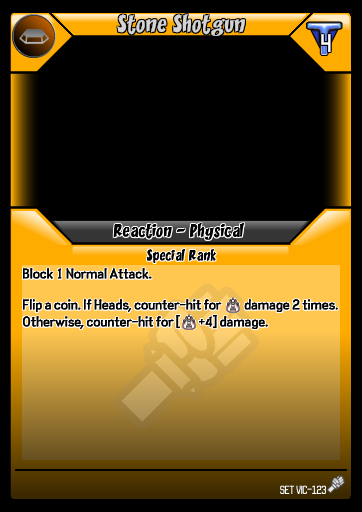 Stone Shotgun
4
Reaction - Physical
Special Rank
Block 1 Normal Attack.
Flip a coin. If Heads, counter-hit for damage 2 times.
Otherwise, counter-hit for [ +4] damage.
SET VIC-123